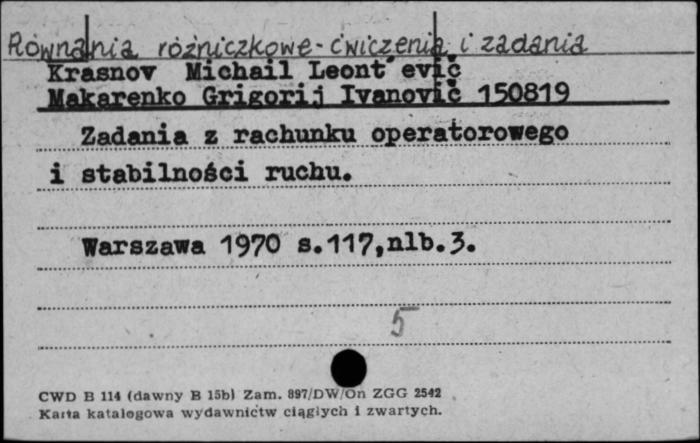 Równania różniczkowe - ćwiczenia i zadania
Krasnov Michail Leont'evič
Makarenko Grigorij Ivanovič 150819
Zadania z rachunku operatorowego
i stabilności ruchu.
Warszawa 1970 s.117,nlb.3.
5
CWD B 114 (dawny B 15b) Zam. 897/DW/On ZGG 2542
Karta katalogowa wydawnictw ciągłych i zwartych.